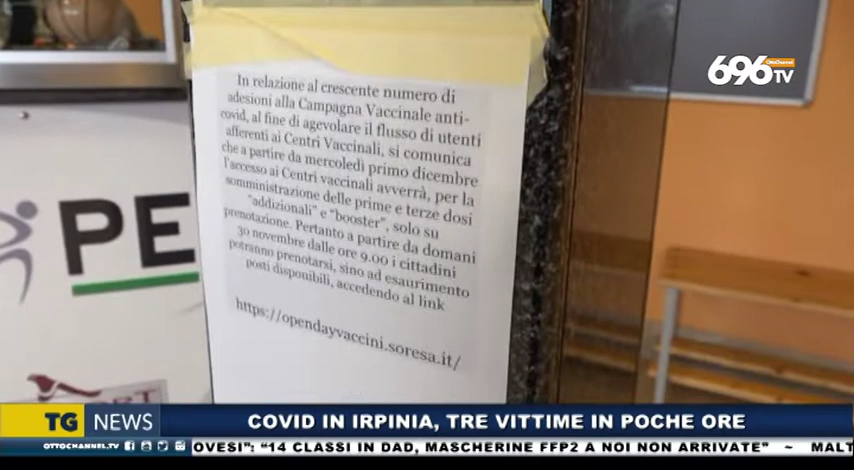 696
OttoChannel
TV
In relazione al crescente numero di
adesioni alla Campagna Vaccinale anti-
covid, al fine di agevolare il flusso di utenti
afferenti ai Centri Vaccinali, si comunica
che a partire da mercoledì primo dicembre
l'accesso ai Centri vaccinali avverrà, per la
somministrazione delle prime e terze dosi
"addizionali" e "booster", solo su
prenotazione. Pertanto a partire da domani
30 novembre dalle ore 9.00 i cittadini
potranno prenotarsi, sino ad esaurimento
posti disponibili, accedendo al link
https://opendayvaccini.soresa.it/
PE
TG NEWS
COVID IN IRPINIA, TRE VITTIME IN POCHE ORE
OTTOCHANNEL.TV
OVESI": "14 CLASSI IN DAD, MASCHERINE FFP2 A NOI NON ARRIVATE" ~ MALT